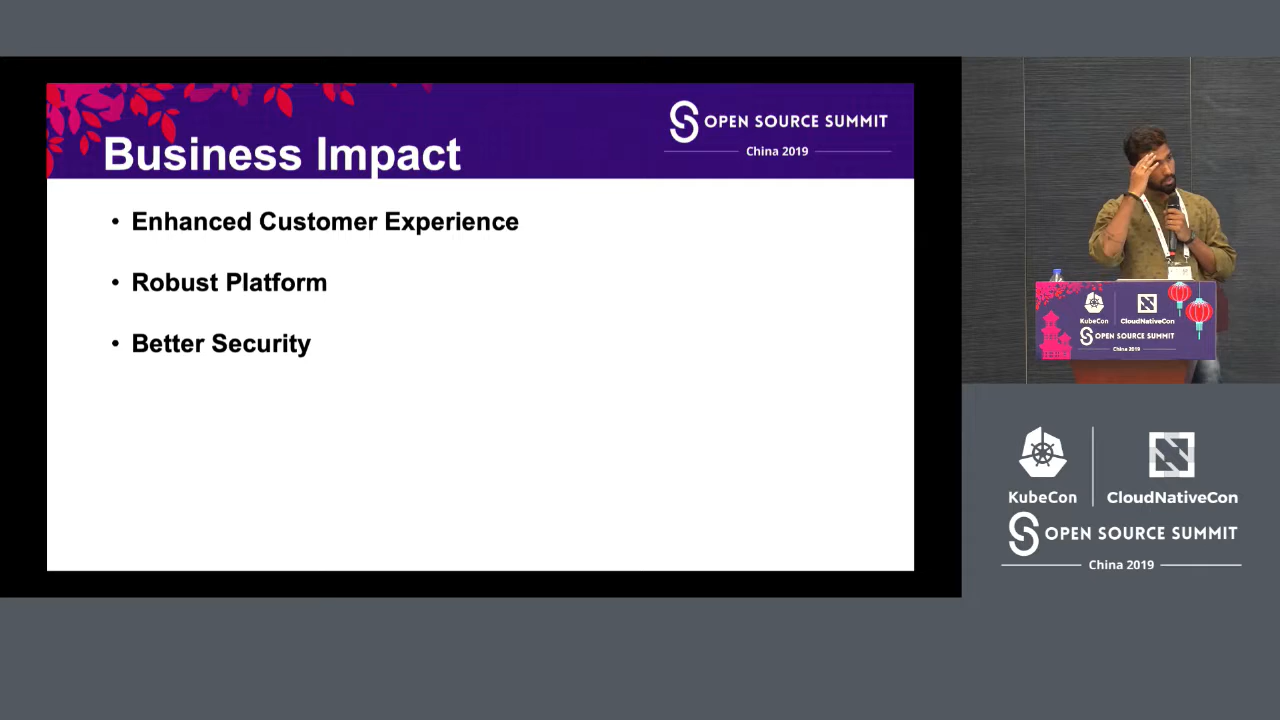 Business Impact
OPEN SOURCE SUMMIT
China 2019
• Enhanced Customer Experience
• Robust Platform
• Better Security
KubeCon
CloudNativeCon
OPEN SOURCE SUMMIT
China 2019
KubeCon
CloudNativeCon
OPEN SOURCE SUMMIT
China 2019